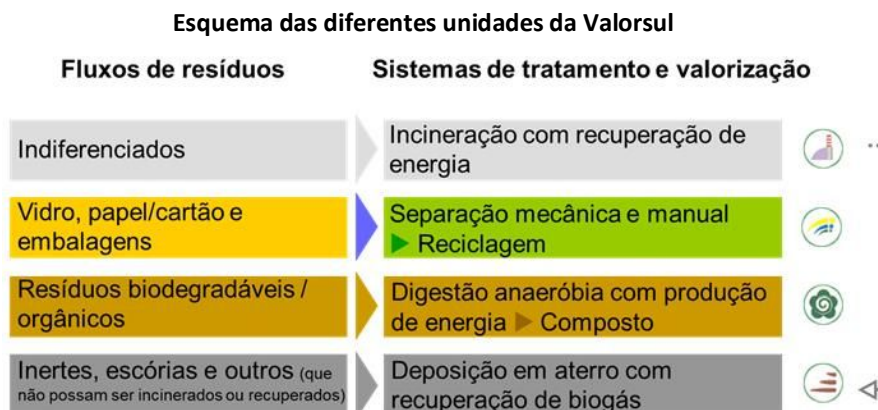 Esquema das diferentes unidades da Valorsul
Fluxos de resíduos
Sistemas de tratamento e valorização
Indiferenciados
Incineração com recuperação de
energia
Vidro, papel/cartão e
embalagens
Separação mecânica e manual
▶ Reciclagem
Resíduos biodegradáveis /
orgânicos
Digestão anaeróbia com produção
de energia ▶ Composto
Inertes, escórias e outros (que
não possam ser incinerados ou recuperados)
Deposição em aterro com
recuperação de biogás